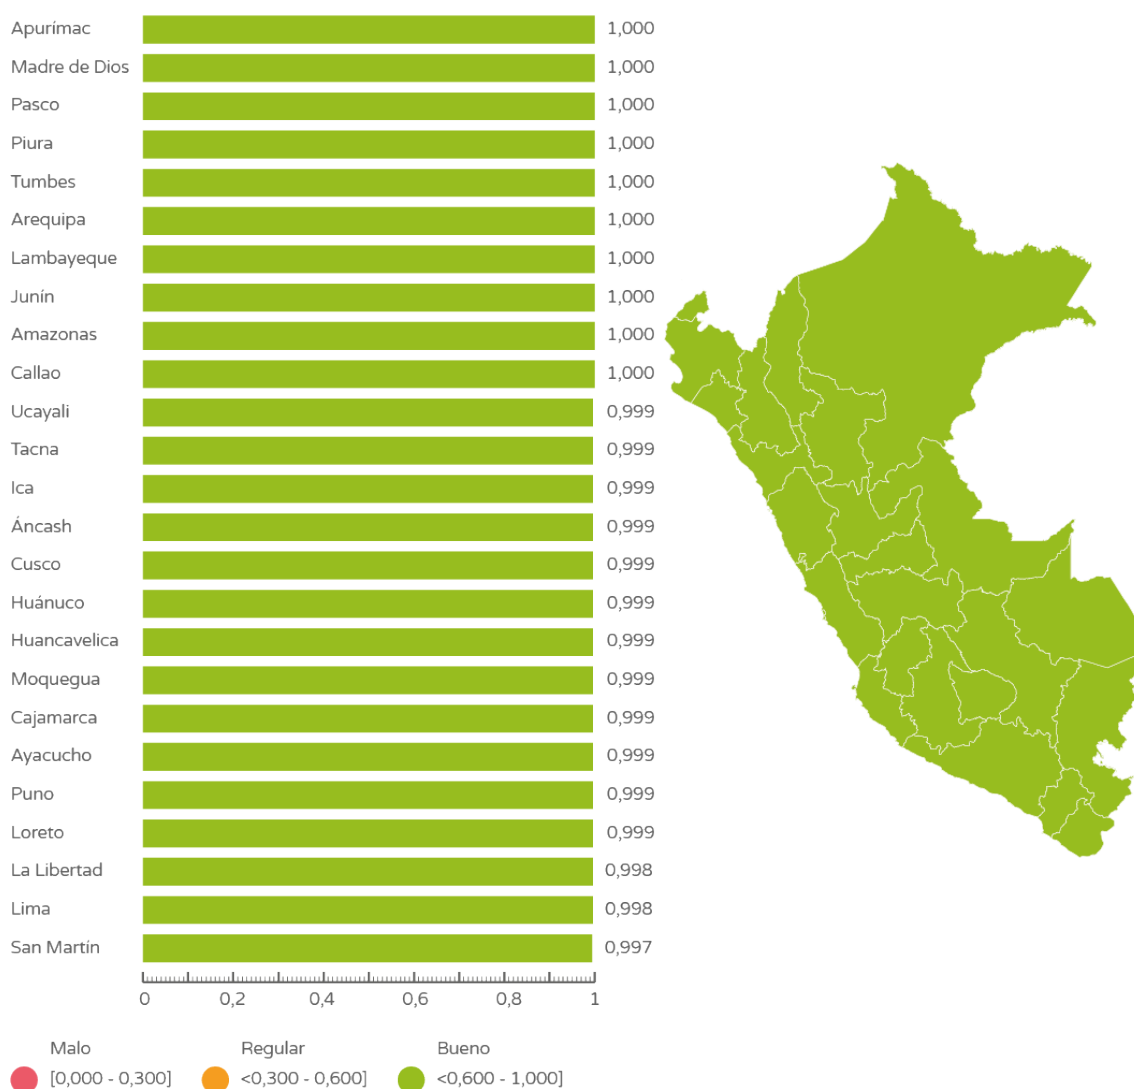 Apurímac 1,000
Madre de Dios 1,000
Pasco 1,000
Piura 1,000
Tumbes 1,000
Arequipa 1,000
Lambayeque 1,000
Junín 1,000
Amazonas 1,000
Callao 1,000
Ucayali 0,999
Tacna 0,999
Ica 0,999
Áncash 0,999
Cusco 0,999
Huánuco 0,999
Huancavelica 0,999
Moquegua 0,999
Cajamarca 0,999
Ayacucho 0,999
Puno 0,999
Loreto 0,999
La Libertad 0,998
Lima 0,998
San Martín 0,997
0 0,2 0,4 0,6 0,8 1
Malo Regular Bueno
[0,000 - 0,300] <0,300 - 0,600] <0,600 - 1,000]